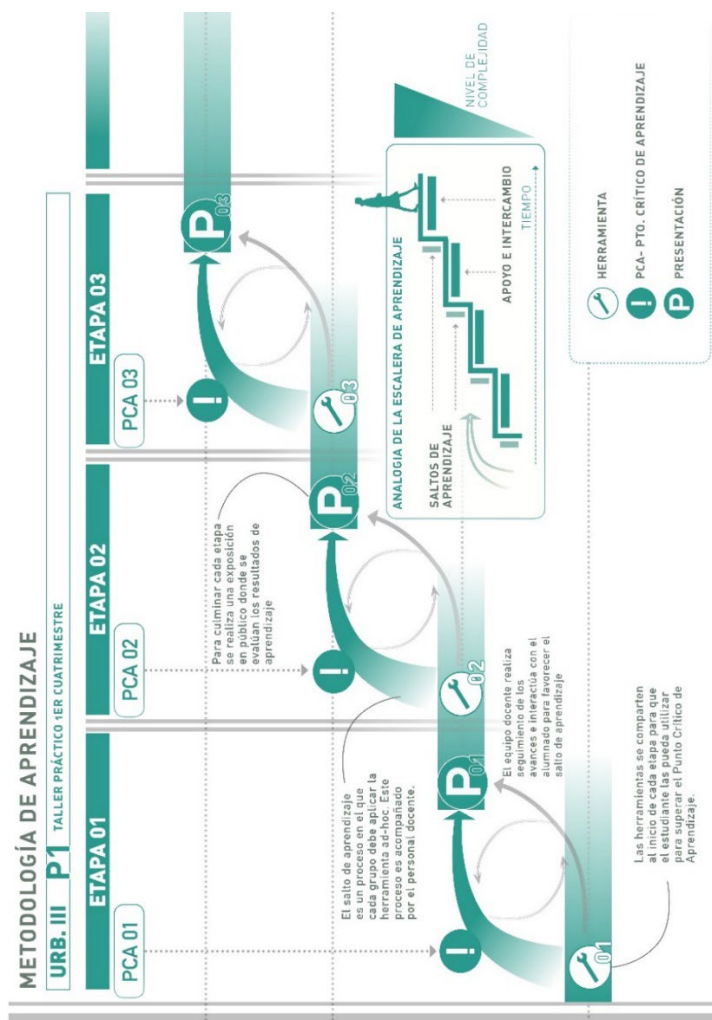 METODOLOGÍA DE APRENDIZAJE
URB. III P1 TALLER PRÁCTICO 1ER CUATRIMESTRE
ETAPA 01
ETAPA 02
ETAPA 03
PCA 01
PCA 02
PCA 03
Para culminar cada etapa
se realiza una exposición
en público donde se
evalúan los resultados de
aprendizaje
El salto de aprendizaje
es un proceso en el que
cada grupo debe aplicar la
herramienta ad-hoc. Este
proceso es acompañado
por el personal docente.
P 03
P 02
P 01
03
02
01
El equipo docente realiza
seguimiento de los
avances e interactúa con el
alumnado para favorecer el
salto de aprendizaje
Las herramientas se comparten
al inicio de cada etapa para que
el estudiante las pueda utilizar
para superar el Punto Crítico de
Aprendizaje.
ANALOGIA DE LA ESCALERA DE APRENDIZAJE
SALTOS DE
APRENDIZAJE
APOYO E INTERCAMBIO
TIEMPO
NIVEL DE
COMPLEJIDAD
HERRAMIENTA
PCA- PTO. CRÍTICO DE APRENDIZAJE
P PRESENTACIÓN